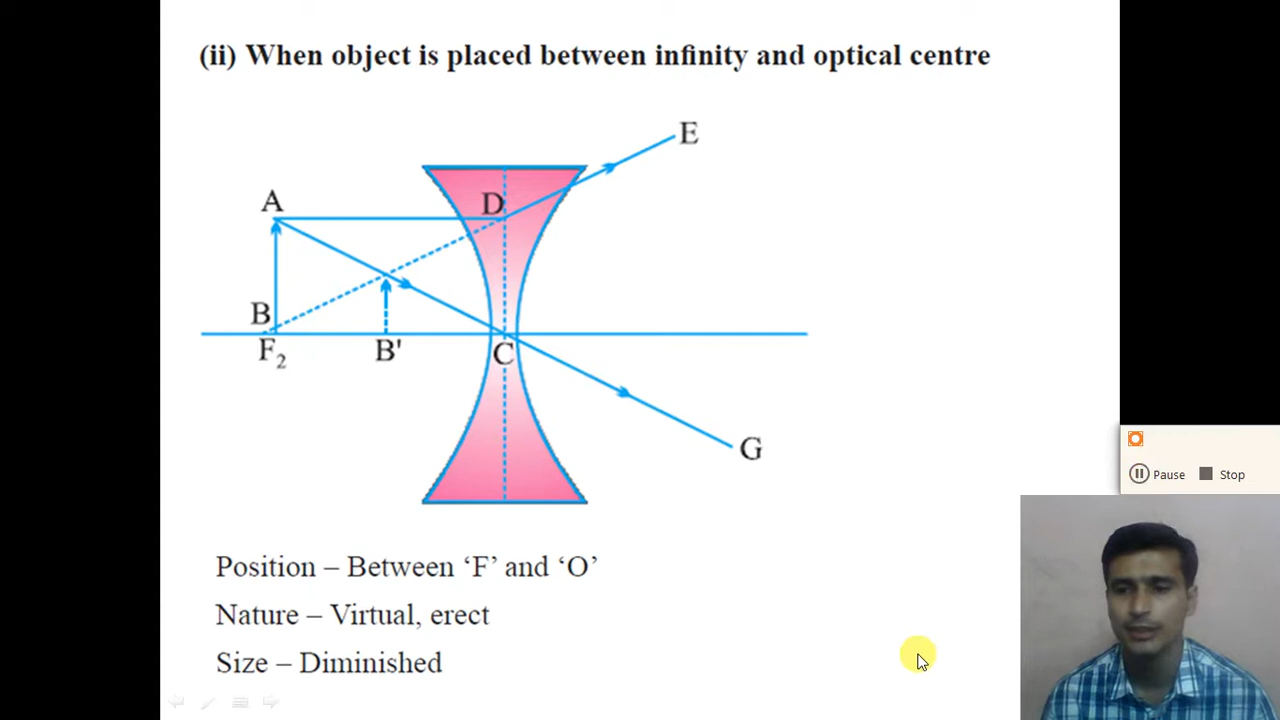 (ii) When object is placed between infinity and optical centre
E
A
D
B
F₂
B'
C
G
Pause
Stop
Position – Between ‘F’ and ‘O’
Nature – Virtual, erect
Size – Diminished